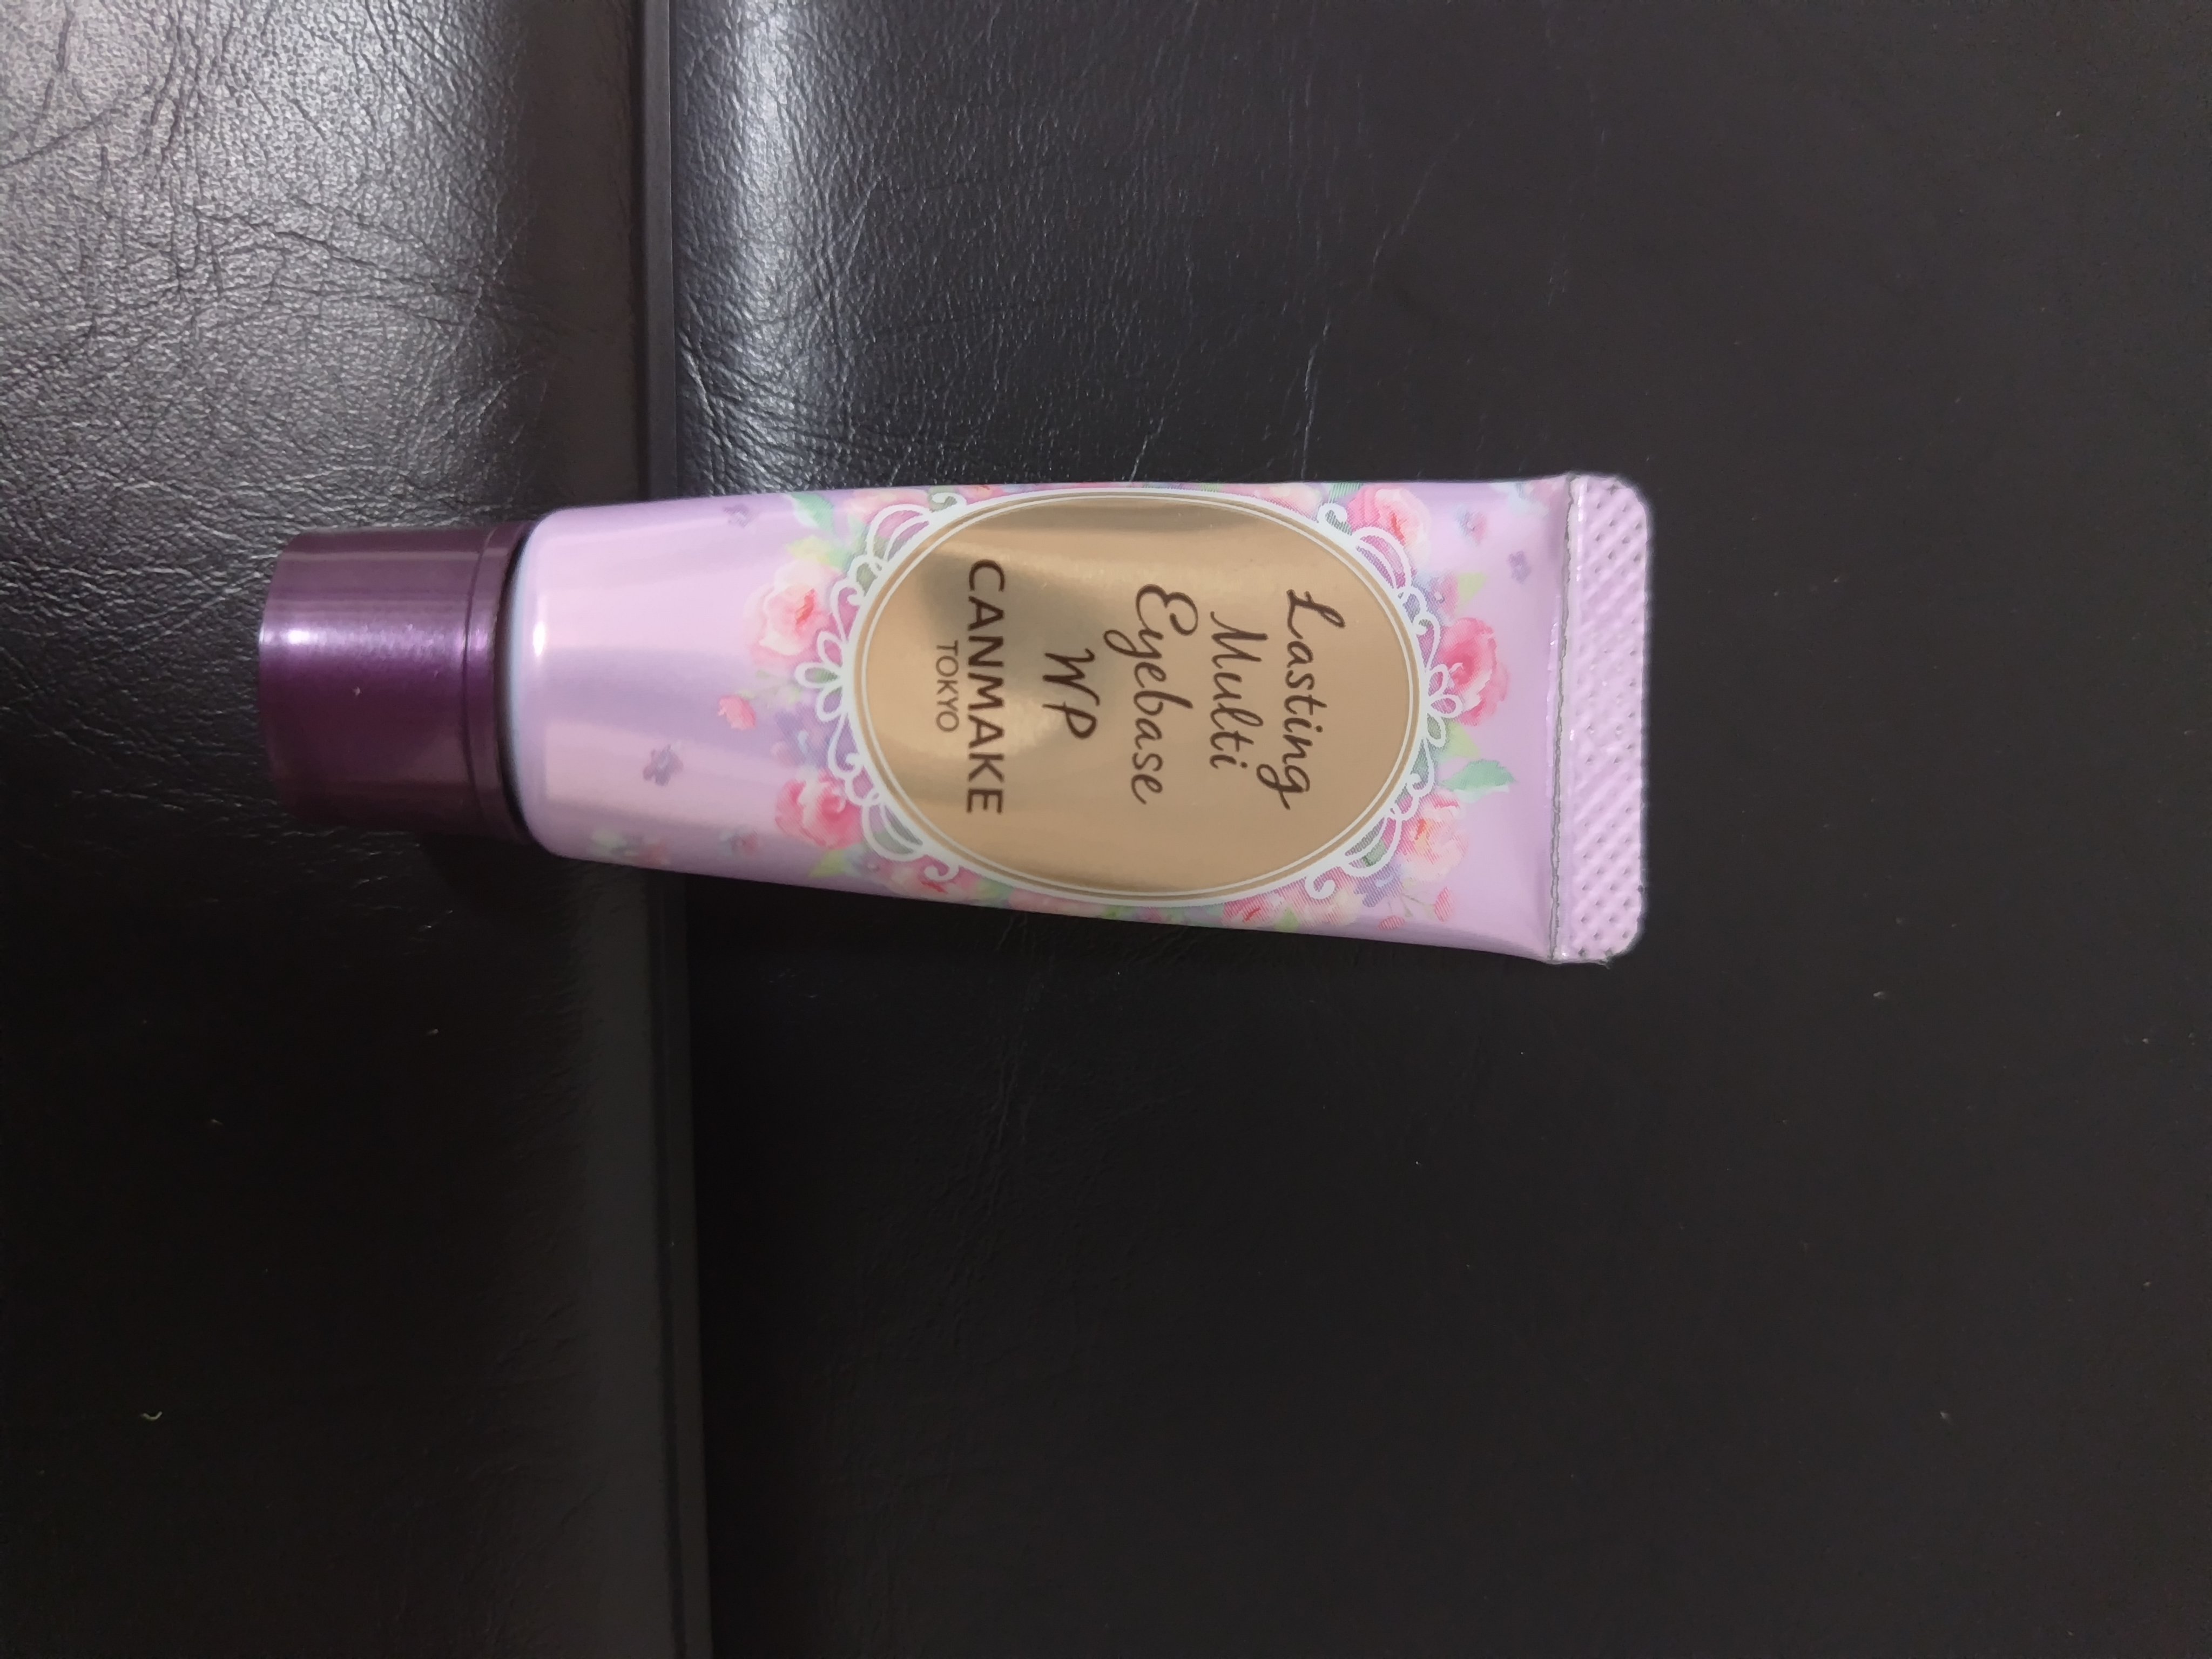 Lasting
Multi
Eyebase
WP
CANMAKE
TOKYO